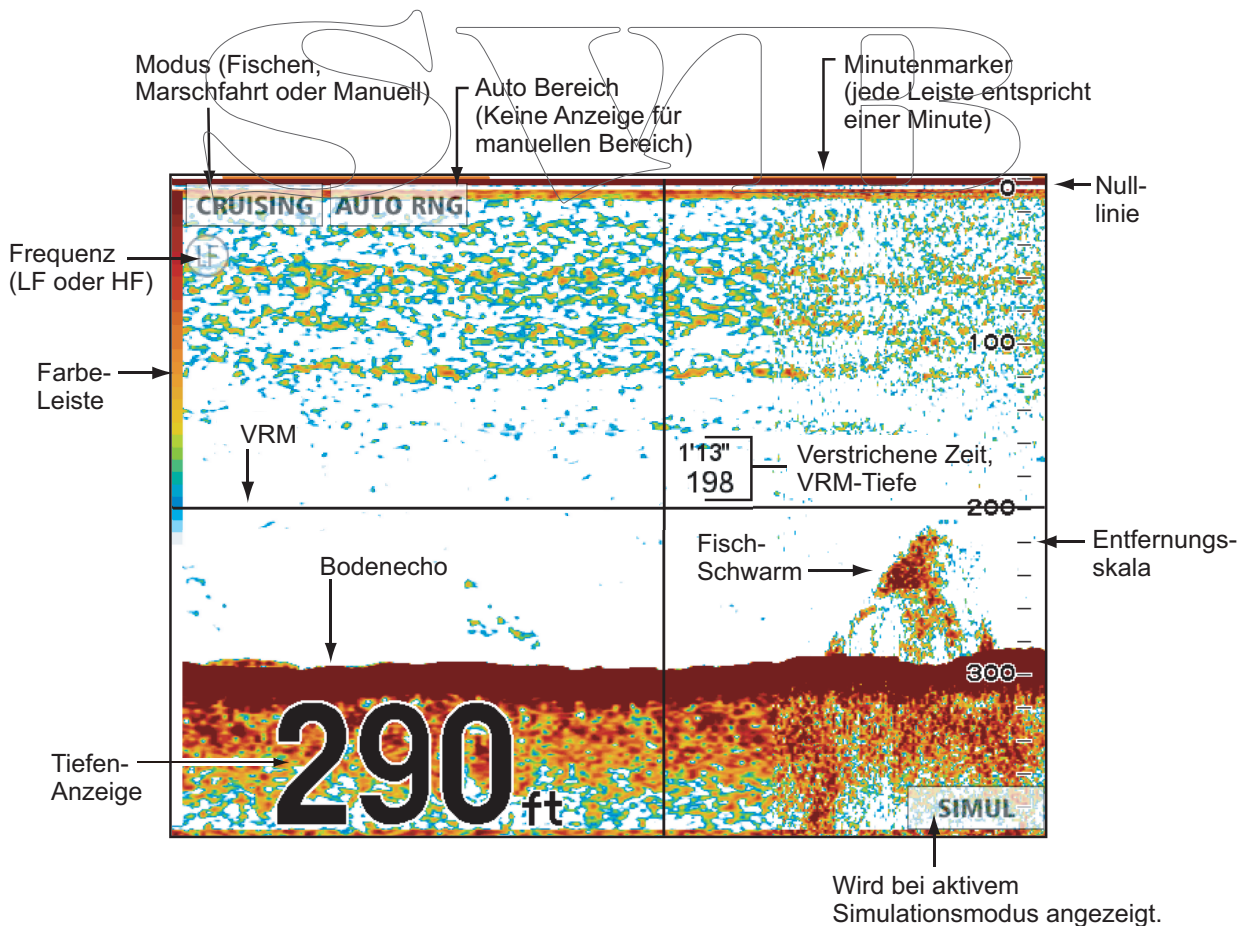 SVB
Modus (Fischen,
Marschfahrt oder Manuell)
Auto Bereich
(Keine Anzeige für
manuellen Bereich)
Minutenmarker
(jede Leiste entspricht
einer Minute)
CRUISING
AUTO RNG
0
Null-
linie
Frequenz
(LF oder HF)
LF
100
Farbe-
Leiste
VRM
1'13"
198
Verstrichene Zeit,
VRM-Tiefe
200
Entfernungs-
skala
Fisch-
Schwarm
Bodenecho
300
290 ft
Tiefen-
Anzeige
SIMUL
Wird bei aktivem
Simulationsmodus angezeigt.